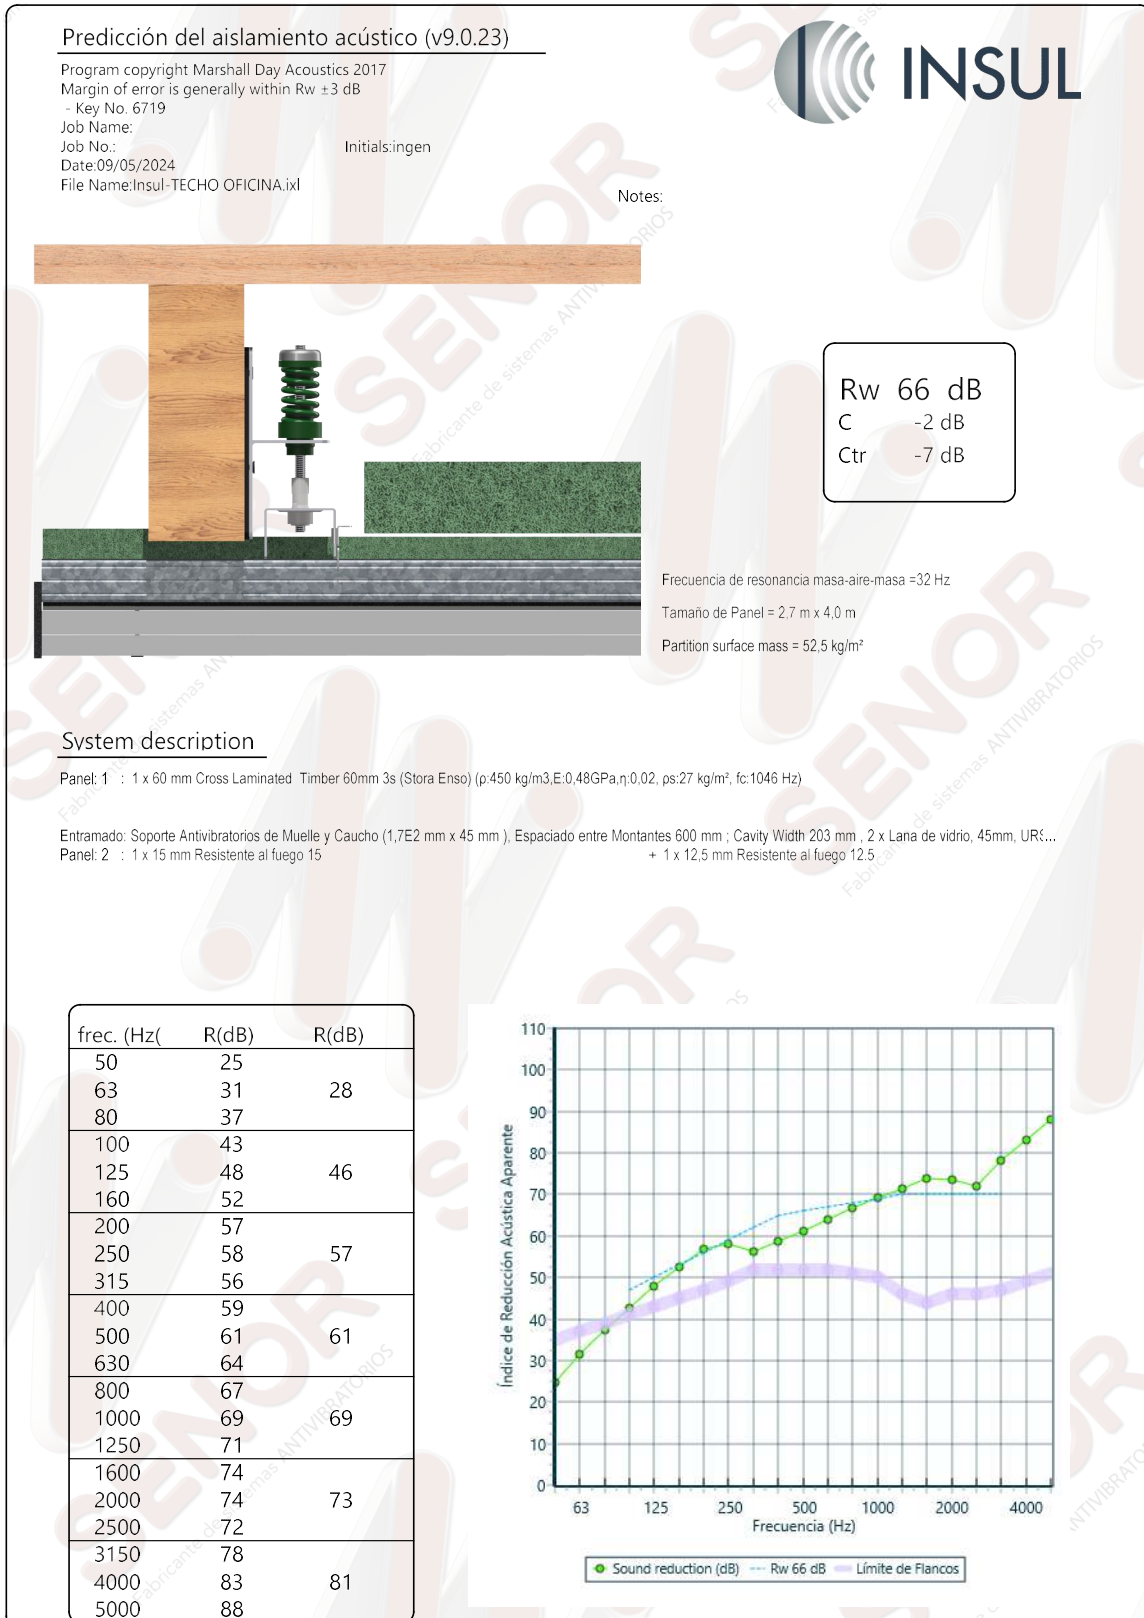 Predicción del aislamiento acústico (v9.0.23)
Program copyright Marshall Day Acoustics 2017
Margin of error is generally within Rw ±3 dB
- Key No. 6719
Job Name:
Job No.: Initials:ingen
Date:09/05/2024
File Name:Insul-TECHO OFICINA.ixl
INSUL
Notes:
Rw 66 dB
C -2 dB
Ctr -7 dB
Frecuencia de resonancia masa-aire-masa =32 Hz
Tamaño de Panel = 2,7 m x 4,0 m
Partition surface mass = 52,5 kg/m²
System description
Panel: 1 : 1 x 60 mm Cross Laminated Timber 60mm 3s (Stora Enso) (ρ:450 kg/m3,E:0,48GPa,η:0,02, ρs:27 kg/m², fc:1046 Hz)
Entramado: Soporte Antivibratorios de Muelle y Caucho (1,7E2 mm x 45 mm ), Espaciado entre Montantes 600 mm ; Cavity Width 203 mm , 2 x Lana de vidrio, 45mm, URS...
Panel: 2 : 1 x 15 mm Resistente al fuego 15 + 1 x 12,5 mm Resistente al fuego 12.5
frec. (Hz( R(dB) R(dB)
50 25
63 31 28
80 37
100 43
125 48 46
160 52
200 57
250 58 57
315 56
400 59
500 61 61
630 64
800 67
1000 69 69
1250 71
1600 74
2000 74 73
2500 72
3150 78
4000 83 81
5000 88
Índice de Reducción Acústica Aparente
110
100
90
80
70
60
50
40
30
20
10
0
63 125 250 500 1000 2000 4000
Frecuencia (Hz)
Sound reduction (dB) Rw 66 dB Límite de Flancos
SENOR
Fabricante de sistemas ANTIVIBRATORIOS